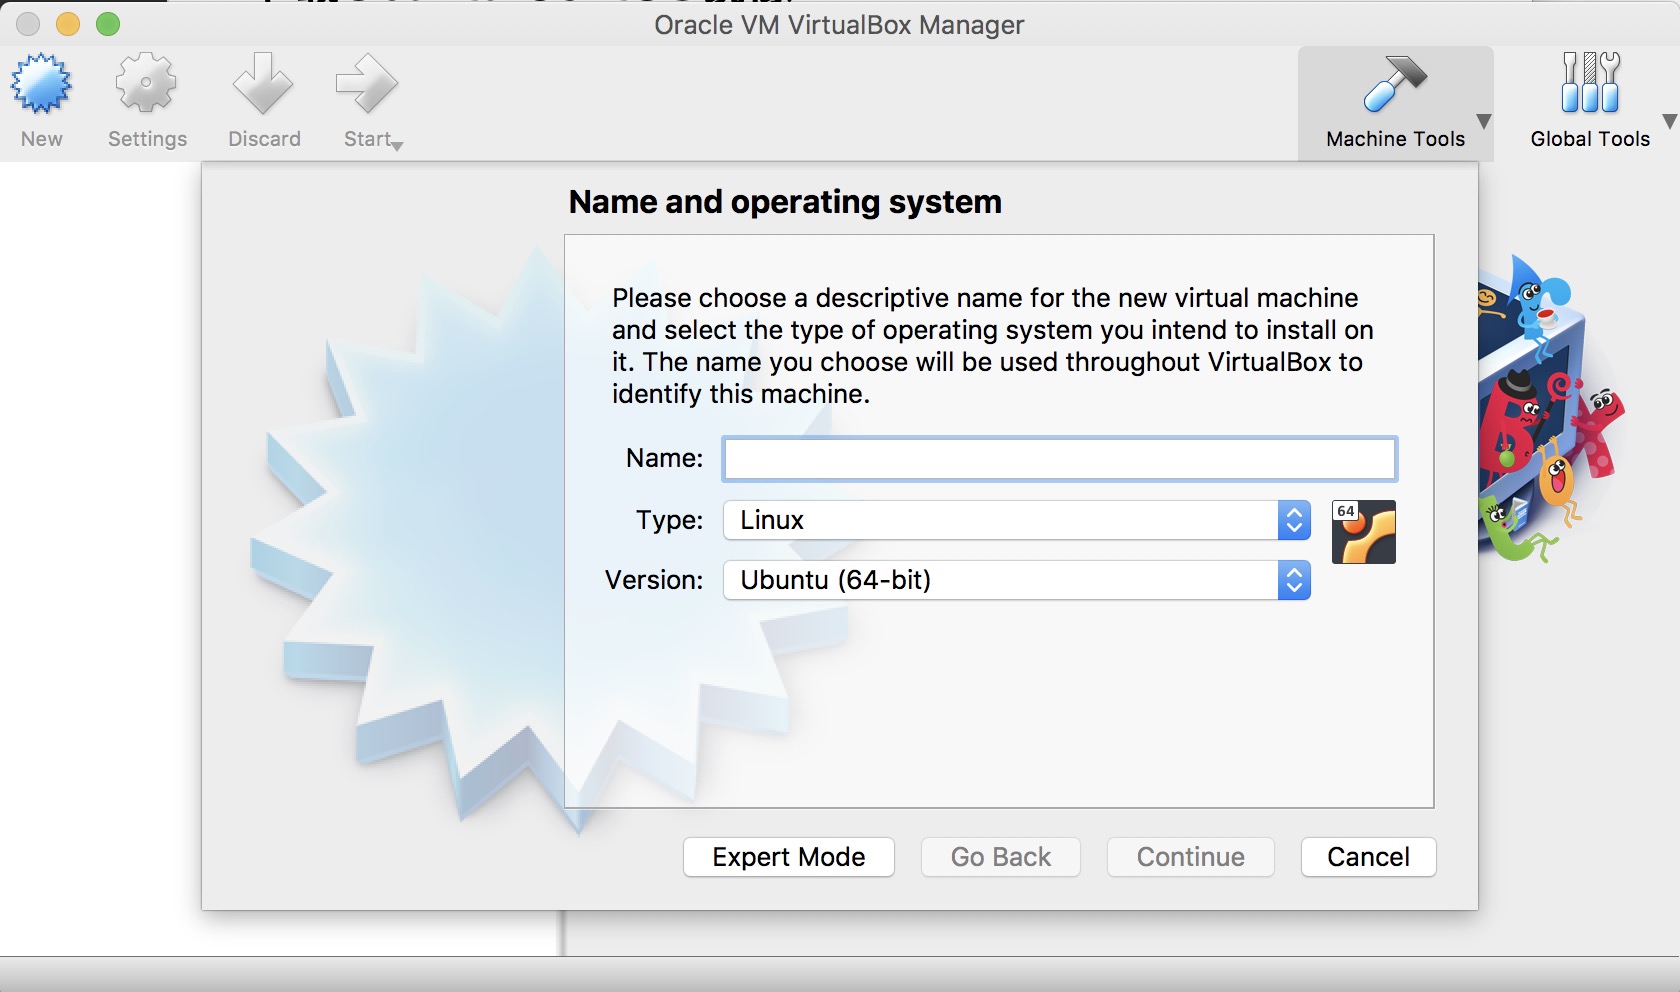 Oracle VM VirtualBox Manager
New
Settings
Discard
Start
Machine Tools
Global Tools
Name and operating system
Please choose a descriptive name for the new virtual machine
and select the type of operating system you intend to install on
it. The name you choose will be used throughout VirtualBox to
identify this machine.
Name:
Type:
Linux
64
Version:
Ubuntu (64-bit)
Expert Mode
Go Back
Continue
Cancel